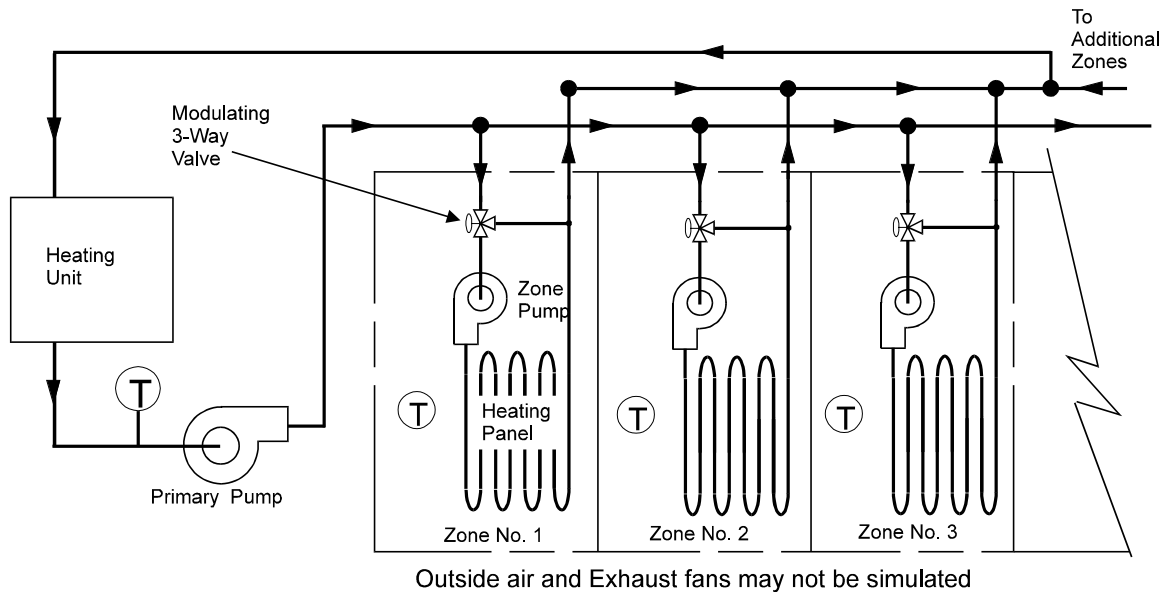 To
Additional
Zones
Modulating
3-Way
Valve
Heating
Unit
Zone
Pump
T
T
T
T
Heating
Panel
Primary Pump
Zone No. 1
Zone No. 2
Zone No. 3
Outside air and Exhaust fans may not be simulated